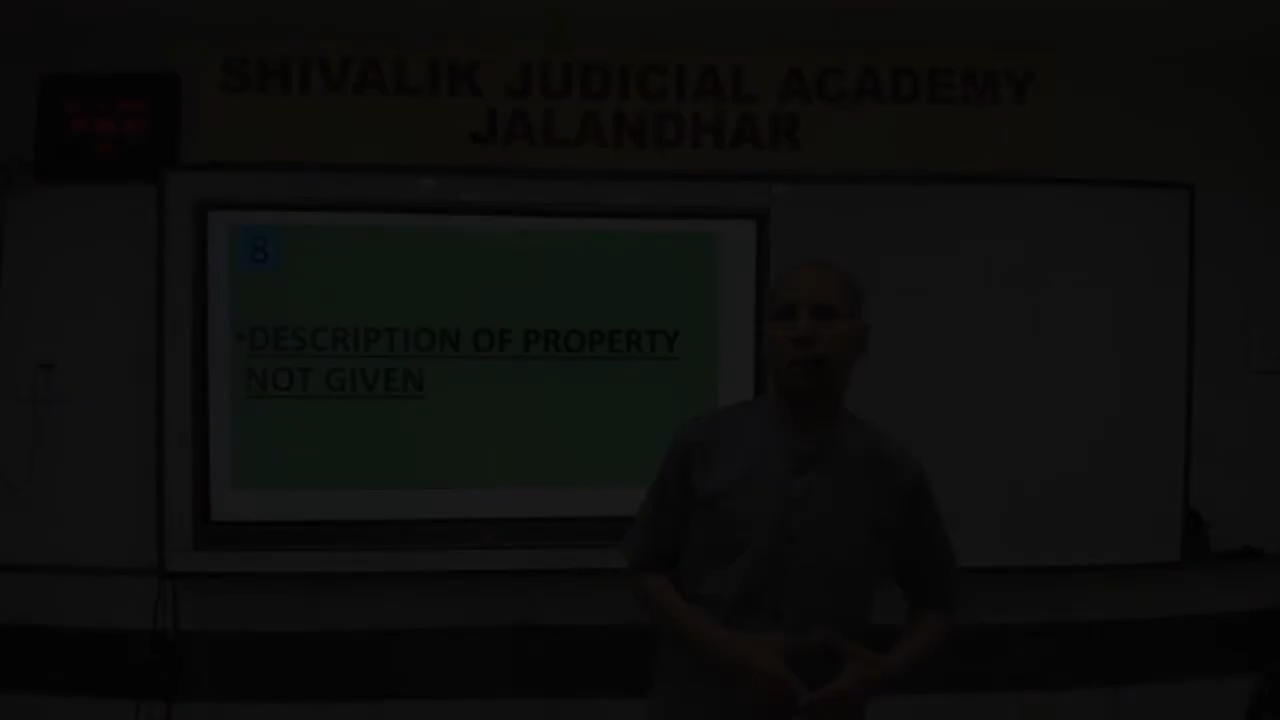 SHIVALIK JUDICIAL ACADEMY
JALANDHAR
8
•DESCRIPTION OF PROPERTY
NOT GIVEN